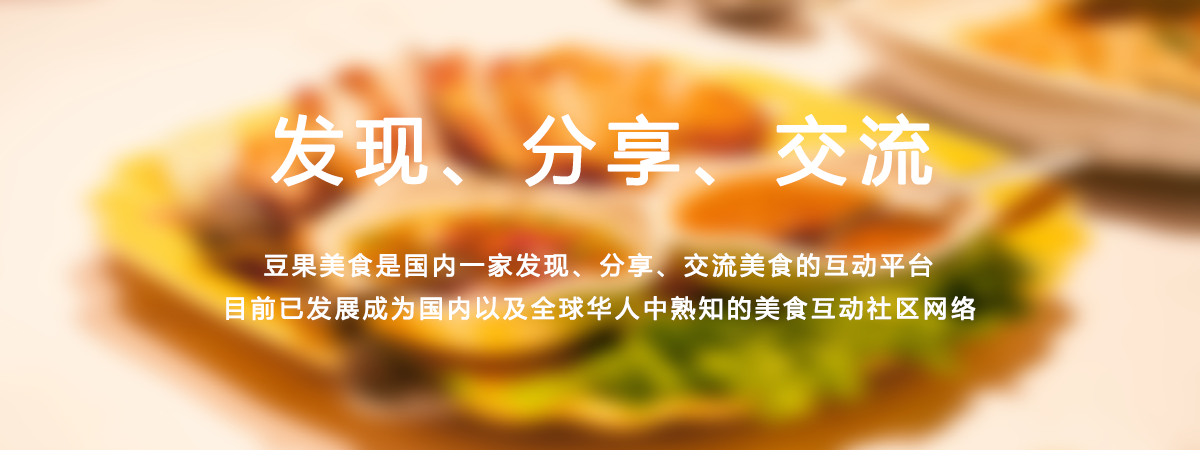 发现、分享、交流
豆果美食是国内一家发现、分享、交流美食的互动平台
目前已发展成为国内以及全球华人中熟知的美食互动社区网络